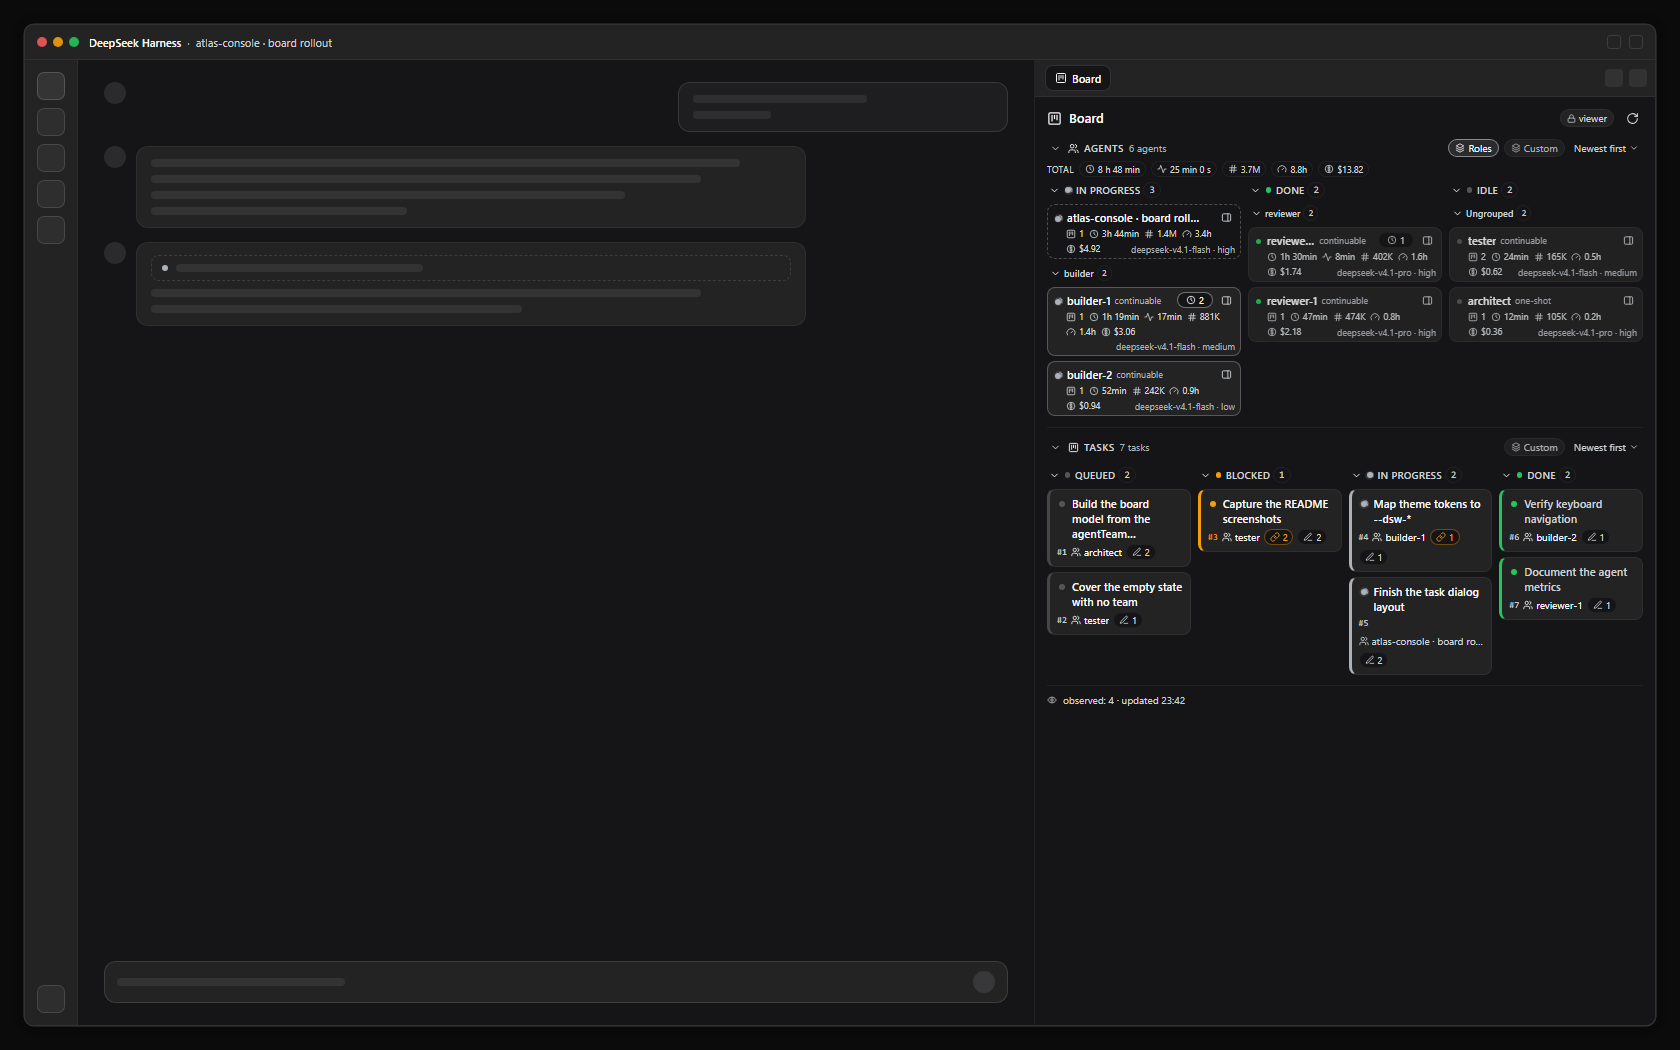 DeepSeek Harness · atlas-console · board rollout
Board
Board
viewer
AGENTS 6 agents
Roles
Custom
Newest first
TOTAL 8 h 48 min 25 min 0 s 3.7M 8.8h $13.82
IN PROGRESS 3
atlas-console · board roll...
1 3h 44min 1.4M 3.4h
$4.92 deepseek-v4.1-flash · high
builder 2
builder-1 continuable 2
1 1h 19min 17min 881K
1.4h $3.06
deepseek-v4.1-flash · medium
builder-2 continuable
1 52min 242K 0.9h
$0.94 deepseek-v4.1-flash · low
DONE 2
reviewer 2
reviewe... continuable 1
1h 30min 8min 402K 1.6h
$1.74 deepseek-v4.1-pro · high
reviewer-1 continuable
1 47min 474K 0.8h
$2.18 deepseek-v4.1-pro · high
IDLE 2
Ungrouped 2
tester continuable
2 24min 165K 0.5h
$0.62 deepseek-v4.1-flash · medium
architect one-shot
1 12min 105K 0.2h
$0.36 deepseek-v4.1-pro · high
TASKS 7 tasks
Custom
Newest first
QUEUED 2
Build the board
model from the
agentTeam...
#1 architect 2
Cover the empty state
with no team
#2 tester 1
BLOCKED 1
Capture the README
screenshots
#3 tester 2 2
IN PROGRESS 2
Map theme tokens to
--dsw-*
#4 builder-1 1
1
Finish the task dialog
layout
#5
atlas-console · board ro...
2
DONE 2
Verify keyboard
navigation
#6 builder-2 1
Document the agent
metrics
#7 reviewer-1 1
observed: 4 · updated 23:42